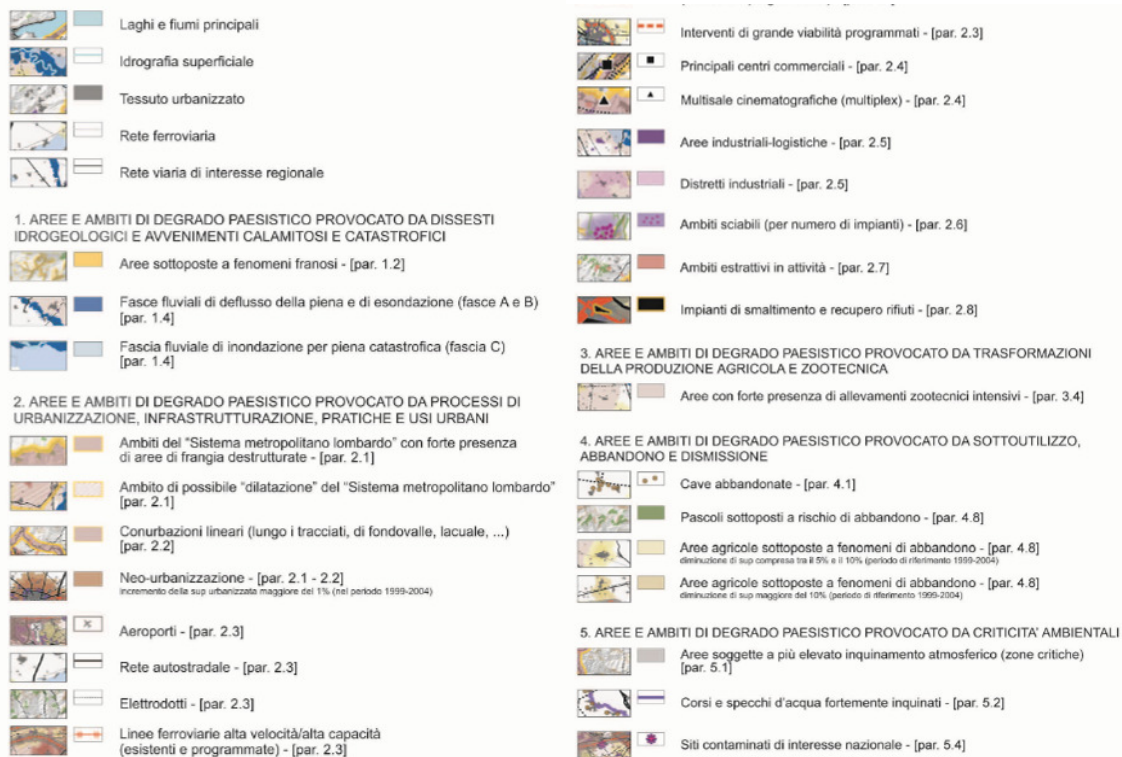 Laghi e fiumi principali
Idrografia superficiale
Tessuto urbanizzato
Rete ferroviaria
Rete viaria di interesse regionale
1. AREE E AMBITI DI DEGRADO PAESISTICO PROVOCATO DA DISSESTI
IDROGEOLOGICI E AVVENIMENTI CALAMITOSI E CATASTROFICI
Aree sottoposte a fenomeni franosi - [par. 1.2]
Fasce fluviali di deflusso della piena e di esondazione (fasce A e B)
[par. 1.4]
Fascia fluviale di inondazione per piena catastrofica (fascia C)
[par. 1.4]
2. AREE E AMBITI DI DEGRADO PAESISTICO PROVOCATO DA PROCESSI DI
URBANIZZAZIONE, INFRASTRUTTURAZIONE, PRATICHE E USI URBANI
Ambiti del "Sistema metropolitano lombardo" con forte presenza
di aree di frangia destrutturate - [par. 2.1]
Ambito di possibile "dilatazione" del "Sistema metropolitano lombardo"
[par. 2.1]
Conurbazioni lineari (lungo i tracciati, di fondovalle, lacuale, ...)
[par. 2.2]
Neo-urbanizzazione - [par. 2.1 - 2.2]
incremento della sup urbanizzata maggiore del 1% (nel periodo 1999-2004)
Aeroporti - [par. 2.3]
Rete autostradale - [par. 2.3]
Elettrodotti - [par. 2.3]
Linee ferroviarie alta velocità/alta capacità
(esistenti e programmate) - [par. 2.3]
Interventi di grande viabilità programmati - [par. 2.3]
Principali centri commerciali - [par. 2.4]
Multisale cinematografiche (multiplex) - [par. 2.4]
Aree industriali-logistiche - [par. 2.5]
Distretti industriali - [par. 2.5]
Ambiti sciabili (per numero di impianti) - [par. 2.6]
Ambiti estrattivi in attività - [par. 2.7]
Impianti di smaltimento e recupero rifiuti - [par. 2.8]
3. AREE E AMBITI DI DEGRADO PAESISTICO PROVOCATO DA TRASFORMAZIONI
DELLA PRODUZIONE AGRICOLA E ZOOTECNICA
Aree con forte presenza di allevamenti zootecnici intensivi - [par. 3.4]
4. AREE E AMBITI DI DEGRADO PAESISTICO PROVOCATO DA SOTTOUTILIZZO,
ABBANDONO E DISMISSIONE
Cave abbandonate - [par. 4.1]
Pascoli sottoposti a rischio di abbandono - [par. 4.8]
Aree agricole sottoposte a fenomeni di abbandono - [par. 4.8]
diminuzione di sup compresa tra il 5% e il 10% (periodo di riferimento 1999-2004)
Aree agricole sottoposte a fenomeni di abbandono - [par. 4.8]
diminuzione di sup maggiore del 10% (periodo di riferimento 1999-2004)
5. AREE E AMBITI DI DEGRADO PAESISTICO PROVOCATO DA CRITICITA' AMBIENTALI
Aree soggette a più elevato inquinamento atmosferico (zone critiche)
[par. 5.1]
Corsi e specchi d'acqua fortemente inquinati - [par. 5.2]
Siti contaminati di interesse nazionale - [par. 5.4]